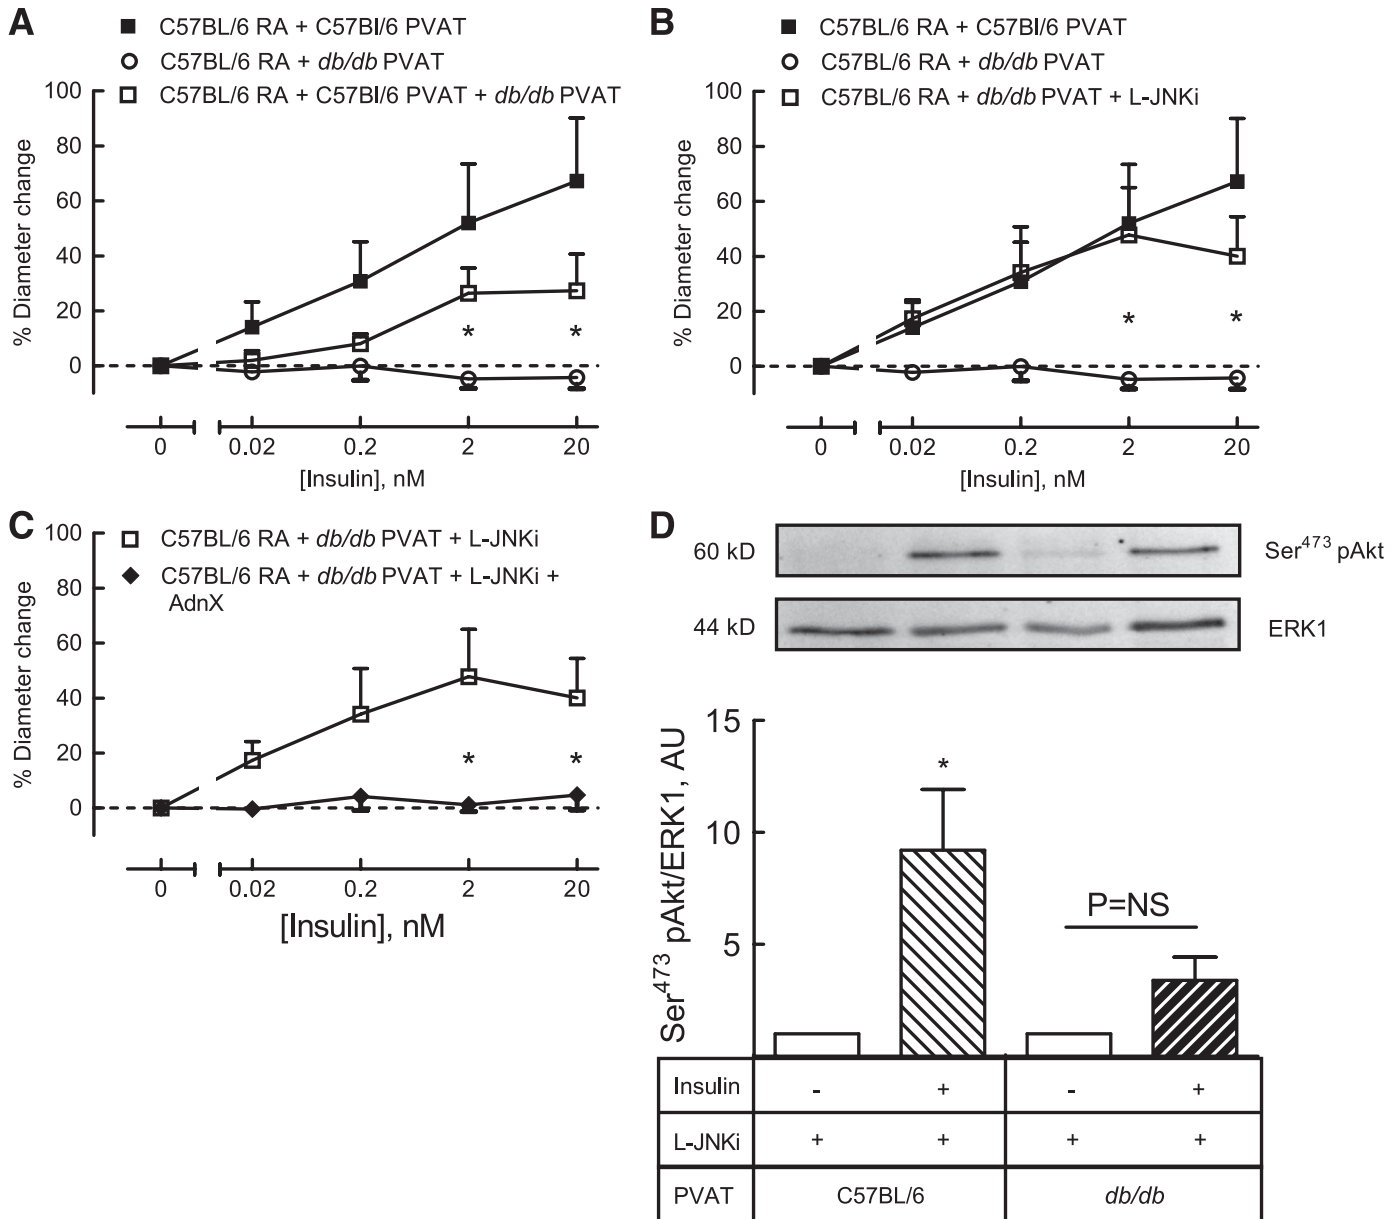 A
C57BL/6 RA + C57Bl/6 PVAT
C57BL/6 RA + db/db PVAT
C57BL/6 RA + C57Bl/6 PVAT + db/db PVAT
100
80
60
40
20
0
% Diameter change
*
*
0
0.02
0.2
2
20
[Insulin], nM
B
C57BL/6 RA + C57Bl/6 PVAT
C57BL/6 RA + db/db PVAT
C57BL/6 RA + db/db PVAT + L-JNKi
100
80
60
40
20
0
% Diameter change
*
*
0
0.02
0.2
2
20
[Insulin], nM
C
C57BL/6 RA + db/db PVAT + L-JNKi
C57BL/6 RA + db/db PVAT + L-JNKi +
AdnX
100
80
60
40
20
0
% Diameter change
*
*
0
0.02
0.2
2
20
[Insulin], nM
D
60 kD
Ser473 pAkt
44 kD
ERK1
15
10
5
Ser473 pAkt/ERK1, AU
*
P=NS
Insulin - + - +
L-JNKi + + + +
PVAT C57BL/6 db/db